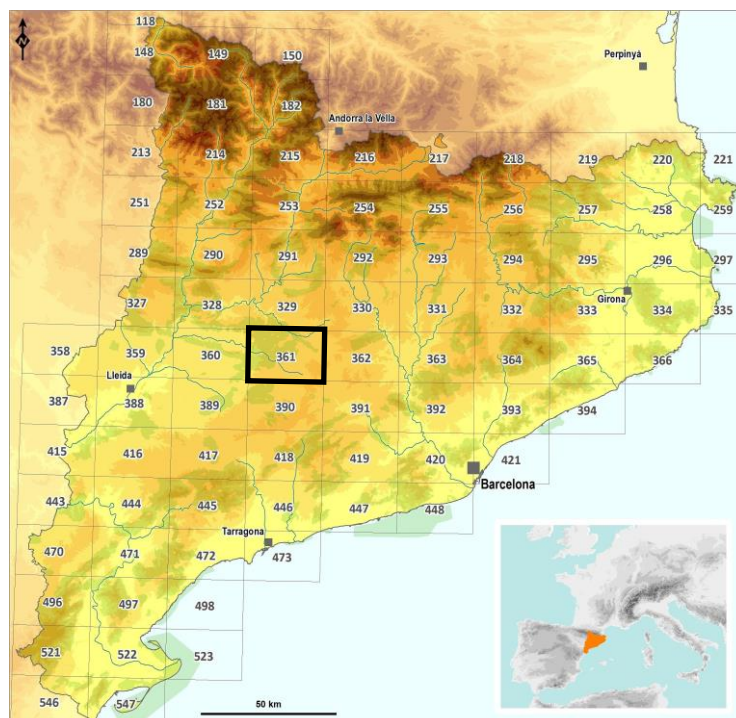 N
118
148 149 150
Perpinyà
180 181 182
Andorra la Vella
213 214 215 216 217 218 219 220 221
251 252 253 254 255 256 257 258 259
289 290 291 292 293 294 295 296 297
Girona
327 328 329 330 331 332 333 334 335
358 359 360 361 362 363 364 365 366
Lleida
387 388 389 390 391 392 393 394
415 416 417 418 419 420 421
Barcelona
443 444 445 446 447 448
Tarragona
470 471 472 473
496 497 498
521 522 523
546 547
50 km